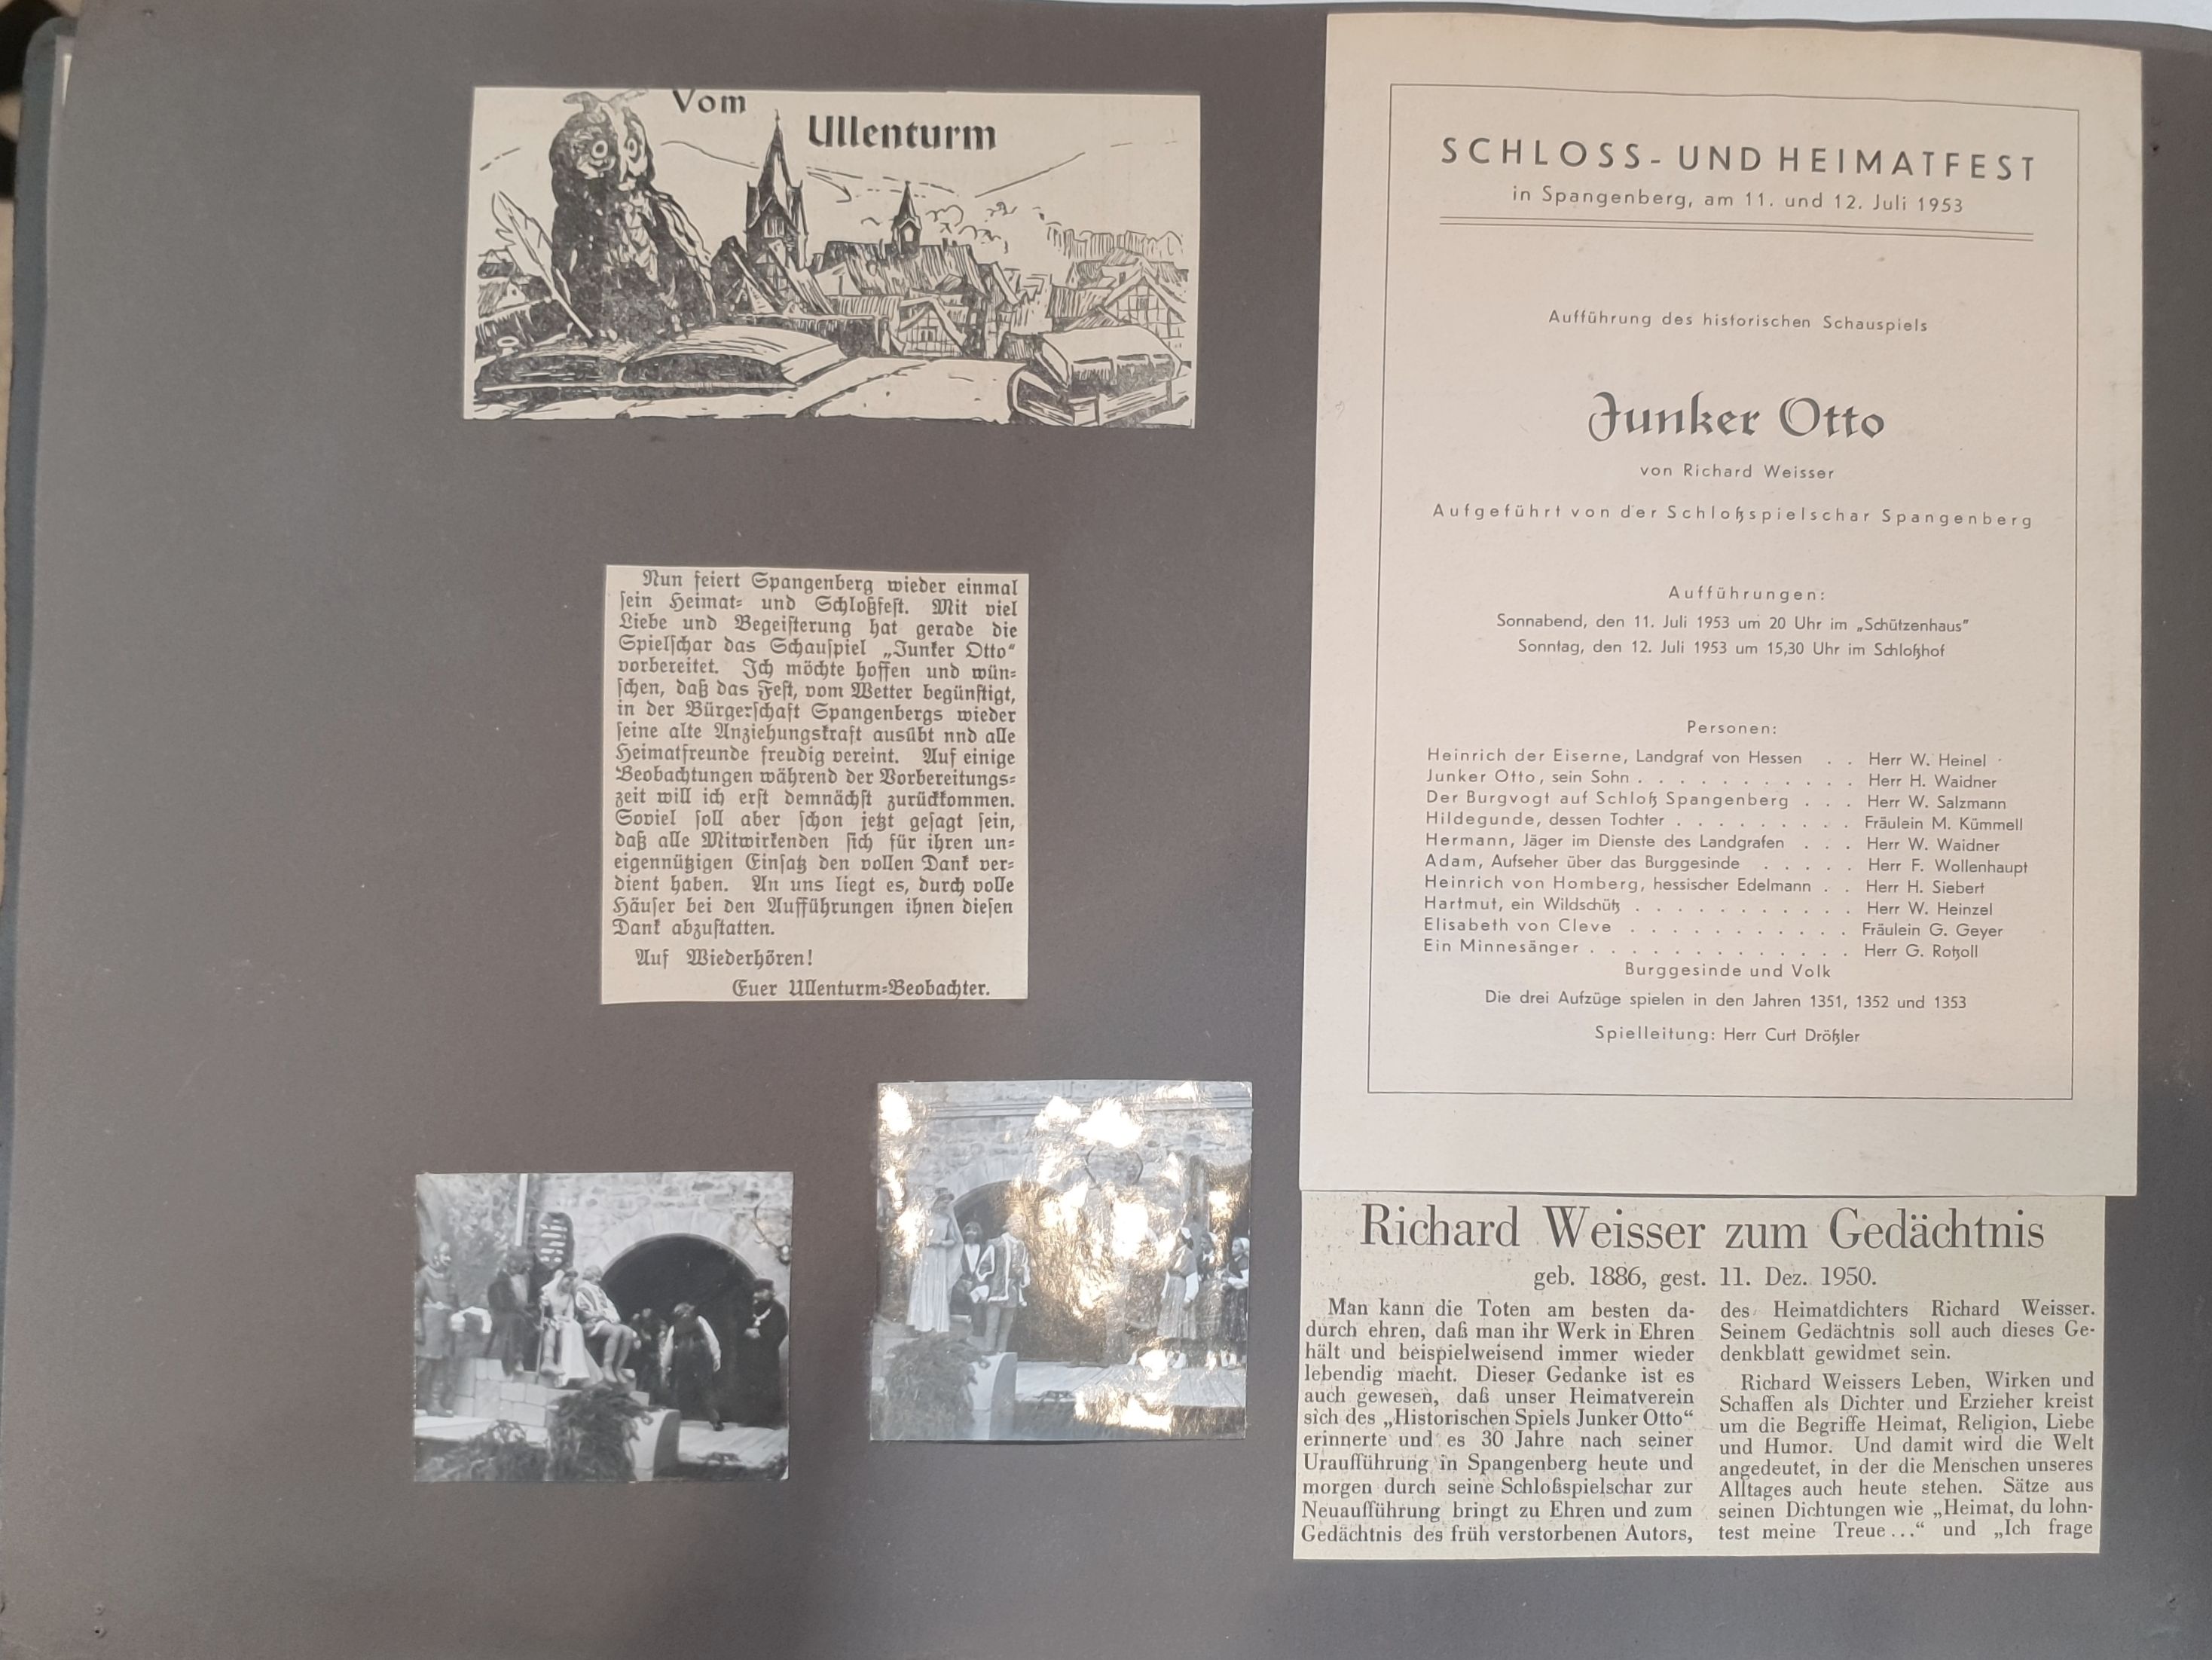 Vom
Ullenturm
Nun feiert Spangenberg wieder einmal
sein Heimat- und Schloßfest. Mit viel
Liebe und Begeisterung hat gerade die
Spielschar das Schauspiel „Junker Otto“
vorbereitet. Ich möchte hoffen und wün-
schen, daß das Fest, vom Wetter begünstigt,
in der Bürgerschaft Spangenbergs wieder
seine alte Anziehungskraft ausübt nnd alle
Heimatfreunde freudig vereint. Auf einige
Beobachtungen während der Vorbereitungs-
zeit will ich erst demnächst zurückkommen.
Soviel soll aber schon jetzt gesagt sein,
daß alle Mitwirkenden sich für ihren un-
eigennützigen Einsatz den vollen Dank ver-
dient haben. An uns liegt es, durch volle
Häuser bei den Aufführungen ihnen diesen
Dank abzustatten.
Auf Wiederhören!
Euer Ullenturm-Beobachter.
SCHLOSS- UND HEIMATFEST
in Spangenberg, am 11. und 12. Juli 1953
Aufführung des historischen Schauspiels
Junker Otto
von Richard Weisser
Aufgeführt von der Schloßspielschar Spangenberg
Aufführungen:
Sonnabend, den 11. Juli 1953 um 20 Uhr im „Schützenhaus“
Sonntag, den 12. Juli 1953 um 15,30 Uhr im Schloßhof
Personen:
Heinrich der Eiserne, Landgraf von Hessen . . Herr W. Heinel
Junker Otto, sein Sohn . . . . . . . . . . . Herr H. Waidner
Der Burgvogt auf Schloß Spangenberg . . . Herr W. Salzmann
Hildegunde, dessen Tochter . . . . . . . . . Fräulein M. Kümmell
Hermann, Jäger im Dienste des Landgrafen . . . Herr W. Waidner
Adam, Aufseher über das Burggesinde . . . . . Herr F. Wollenhaupt
Heinrich von Homberg, hessischer Edelmann . . Herr H. Siebert
Hartmut, ein Wildschütz . . . . . . . . . . . Herr W. Heinzel
Elisabeth von Cleve . . . . . . . . . . . Fräulein G. Geyer
Ein Minnesänger . . . . . . . . . . . . . Herr G. Rotzoll
Burggesinde und Volk
Die drei Aufzüge spielen in den Jahren 1351, 1352 und 1353
Spielleitung: Herr Curt Drößler
Richard Weisser zum Gedächtnis
geb. 1886, gest. 11. Dez. 1950.
Man kann die Toten am besten da-
durch ehren, daß man ihr Werk in Ehren
hält und beispielweisend immer wieder
lebendig macht. Dieser Gedanke ist es
auch gewesen, daß unser Heimatverein
sich des „Historischen Spiels Junker Otto“
erinnerte und es 30 Jahre nach seiner
Uraufführung in Spangenberg heute und
morgen durch seine Schloßspielschar zur
Neuaufführung bringt zu Ehren und zum
Gedächtnis des früh verstorbenen Autors,
des Heimatdichters Richard Weisser.
Seinem Gedächtnis soll auch dieses Ge-
denkblatt gewidmet sein.
Richard Weissers Leben, Wirken und
Schaffen als Dichter und Erzieher kreist
um die Begriffe Heimat, Religion, Liebe
und Humor. Und damit wird die Welt
angedeutet, in der die Menschen unseres
Alltages auch heute stehen. Sätze aus
seinen Dichtungen wie „Heimat, du lohn-
test meine Treue ...“ und „Ich frage